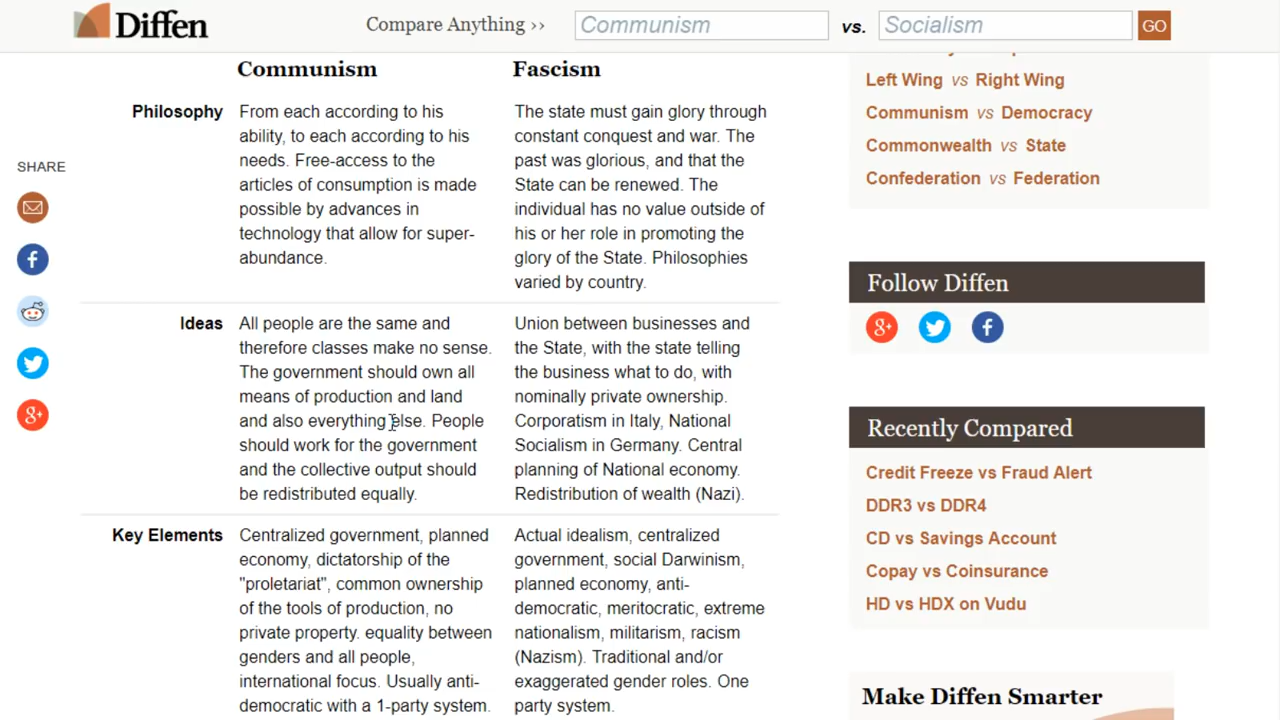 Diffen
Compare Anything ››
Communism
vs.
Socialism
GO
Communism
Fascism
SHARE
Philosophy
From each according to his
ability, to each according to his
needs. Free-access to the
articles of consumption is made
possible by advances in
technology that allow for super-
abundance.
The state must gain glory through
constant conquest and war. The
past was glorious, and that the
State can be renewed. The
individual has no value outside of
his or her role in promoting the
glory of the State. Philosophies
varied by country.
Ideas
All people are the same and
therefore classes make no sense.
The government should own all
means of production and land
and also everything else. People
should work for the government
and the collective output should
be redistributed equally.
Union between businesses and
the State, with the state telling
the business what to do, with
nominally private ownership.
Corporatism in Italy, National
Socialism in Germany. Central
planning of National economy.
Redistribution of wealth (Nazi).
Key Elements
Centralized government, planned
economy, dictatorship of the
"proletariat", common ownership
of the tools of production, no
private property. equality between
genders and all people,
international focus. Usually anti-
democratic with a 1-party system.
Actual idealism, centralized
government, social Darwinism,
planned economy, anti-
democratic, meritocratic, extreme
nationalism, militarism, racism
(Nazism). Traditional and/or
exaggerated gender roles. One
party system.
Left Wing vs Right Wing
Communism vs Democracy
Commonwealth vs State
Confederation vs Federation
Follow Diffen
Recently Compared
Credit Freeze vs Fraud Alert
DDR3 vs DDR4
CD vs Savings Account
Copay vs Coinsurance
HD vs HDX on Vudu
Make Diffen Smarter